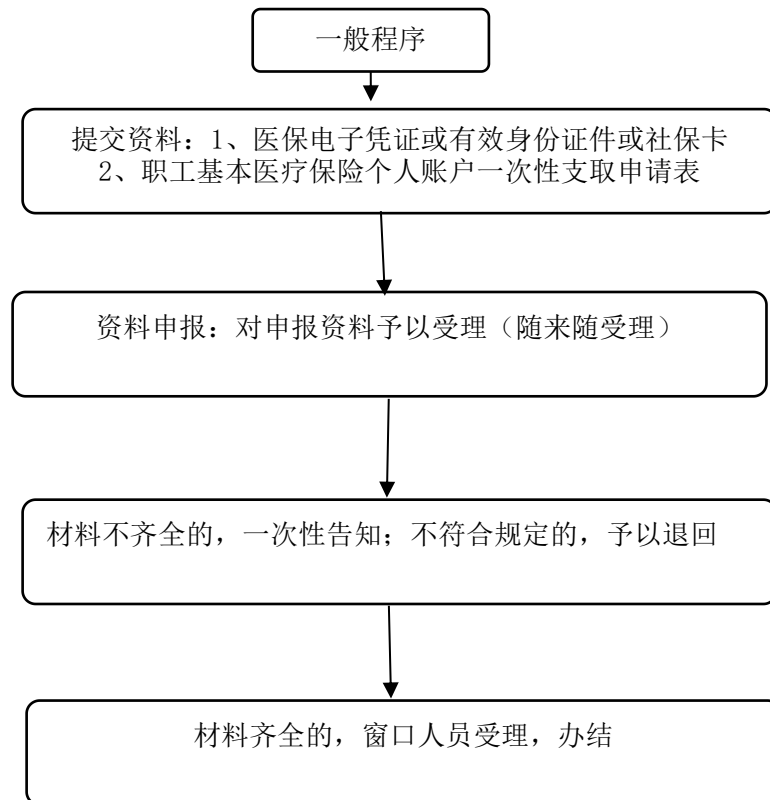 一般程序
提交资料：1、医保电子凭证或有效身份证件或社保卡
2、职工基本医疗保险个人账户一次性支取申请表
资料申报：对申报资料予以受理（随来随受理）
材料不齐全的，一次性告知；不符合规定的，予以退回
材料齐全的，窗口人员受理，办结